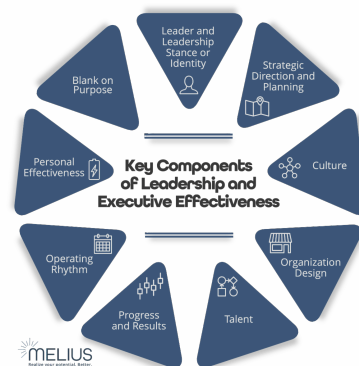 Leader and
Leadership
Stance or
Identity
Strategic
Direction and
Planning
Culture
Organization
Design
Talent
Progress
and Results
Operating
Rhythm
Personal
Effectiveness
Blank on
Purpose
Key Components
of Leadership and
Executive Effectiveness
MELIUS
Realize your potential. Better.